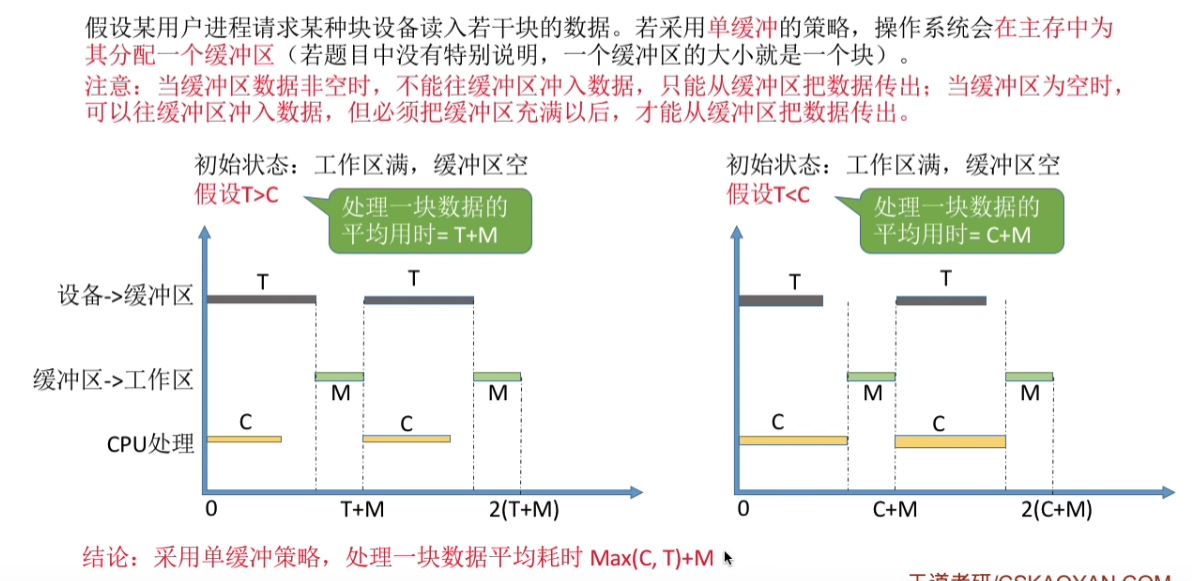 假设某用户进程请求某种块设备读入若干块的数据。若采用单缓冲的策略，操作系统会在主存中为
其分配一个缓冲区（若题目中没有特别说明，一个缓冲区的大小就是一个块）。
注意：当缓冲区数据非空时，不能往缓冲区冲入数据，只能从缓冲区把数据传出；当缓冲区为空时，
可以往缓冲区冲入数据，但必须把缓冲区充满以后，才能从缓冲区把数据传出。
初始状态：工作区满，缓冲区空
假设T>C
处理一块数据的
平均用时= T+M
设备->缓冲区
T
T
缓冲区->工作区
M
M
CPU处理
C
C
0
T+M
2(T+M)
初始状态：工作区满，缓冲区空
假设T<C
处理一块数据的
平均用时= C+M
T
T
M
M
C
C
0
C+M
2(C+M)
结论：采用单缓冲策略，处理一块数据平均耗时 Max(C, T)+M